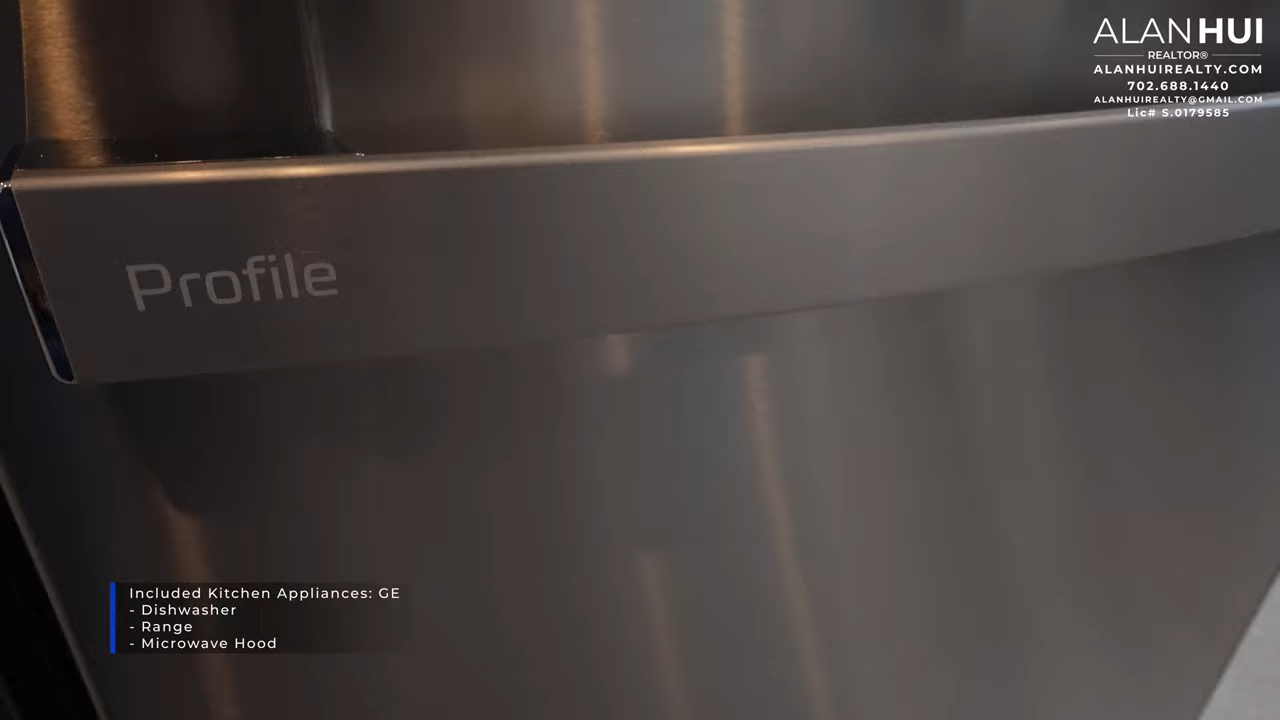 ALANHUI
REALTOR®
ALANHUIREALTY.COM
702.688.1440
ALANHUIREALTY@GMAIL.COM
Lic# S.0179585
Profile
Included Kitchen Appliances: GE
- Dishwasher
- Range
- Microwave Hood